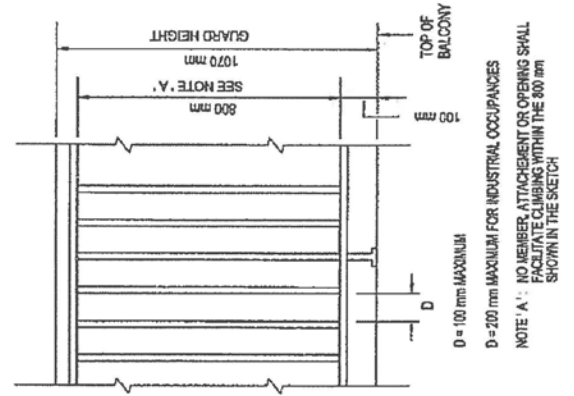 GUARD HEIGHT
1070 mm
SEE NOTE 'A'
800 mm
TOP OF
BALCONY
100 mm
D
D = 100 mm MAXIMUM
D = 200 mm MAXIMUM FOR INDUSTRIAL OCCUPANCIES
NOTE 'A': NO MEMBER, ATTACHEMENT OR OPENING SHALL
FACILITATE CLIMBING WITHIN THE 800 mm
SHOWN IN THE SKETCH